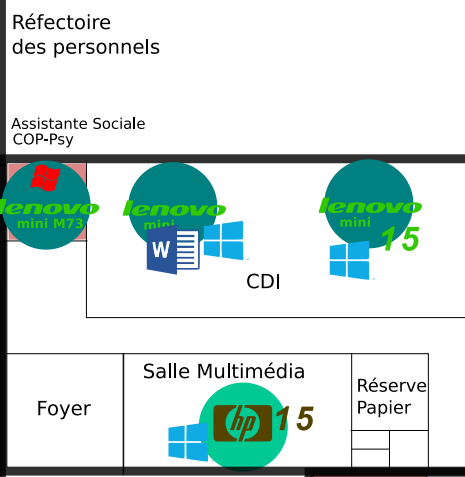 Réfectoire
des personnels
Assistante Sociale
COP-Psy
lenovo
mini M73
lenovo
mini
W
lenovo
mini
15
CDI
Foyer
Salle Multimédia
hp 15
Réserve
Papier